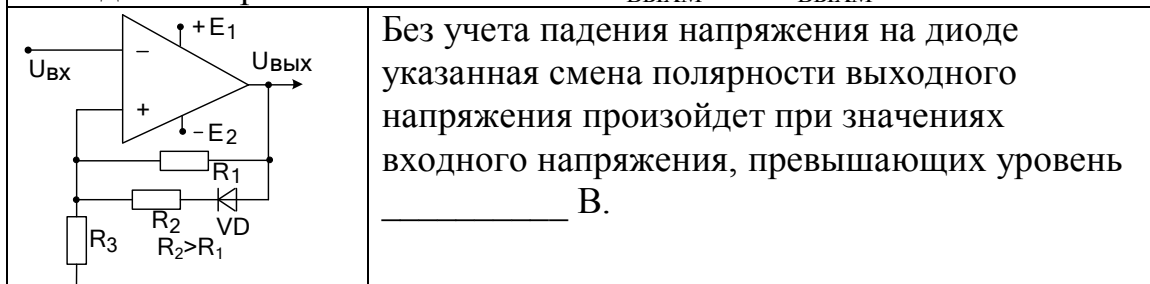 +E1
−
Uвх
Uвых
+
−E2
R1
R2
VD
R3
R2>R1
Без учета падения напряжения на диоде
указанная смена полярности выходного
напряжения произойдет при значениях
входного напряжения, превышающих уровень
__________ В.